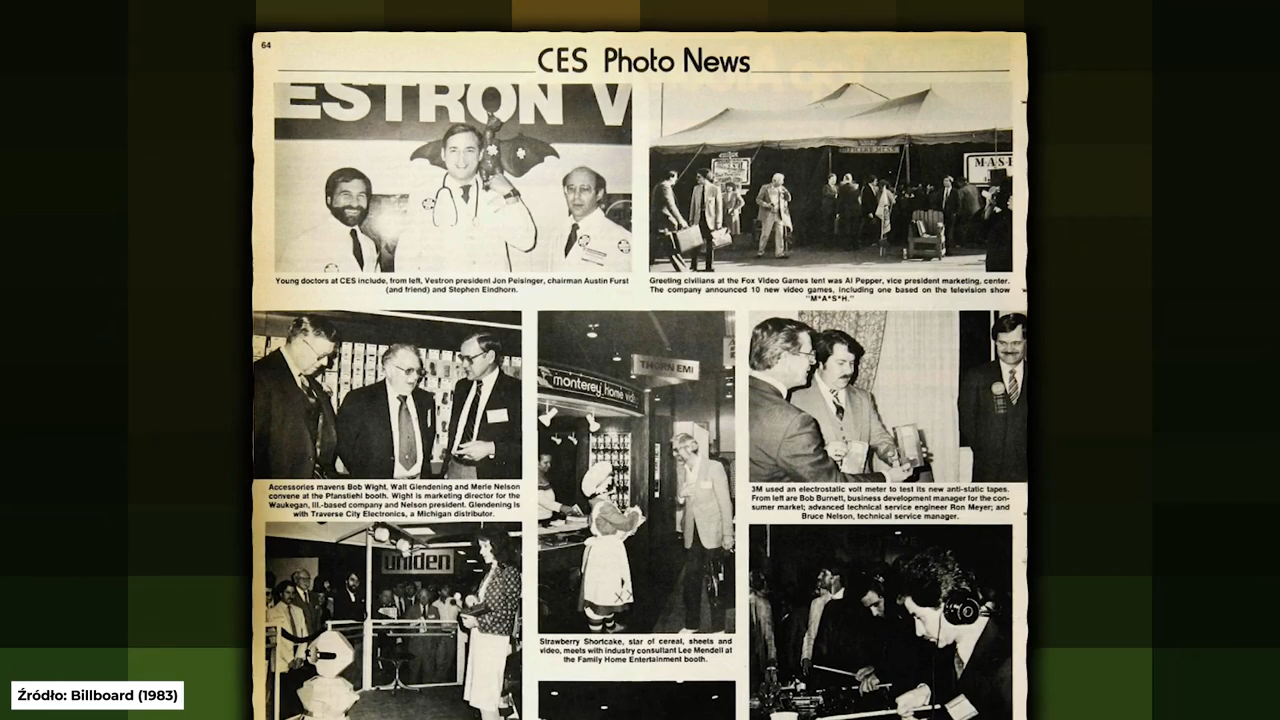 64
CES Photo News
ESTRON V
OFFICERS MESS
M*A*S*H
Young doctors at CES include, from left, Vestron president Jon Peisinger, chairman Austin Furst
(and friend) and Stephen Eindhorn.
Greeting civilians at the Fox Video Games tent was Al Pepper, vice president marketing, center.
The company announced 10 new video games, including one based on the television show
"M*A*S*H."
THORN EMI
monterey home vid
Accessories mavens Bob Wight, Walt Glendening and Merle Nelson
convene at the Pfanstiehl booth. Wight is marketing director for the
Waukegan, Ill.-based company and Nelson president. Glendening is
with Traverse City Electronics, a Michigan distributor.
3M used an electrostatic volt meter to test its new anti-static tapes.
From left are Bob Burnett, business development manager for the con-
sumer market; advanced technical service engineer Ron Meyer; and
Bruce Nelson, technical service manager.
uniden
Strawberry Shortcake, star of cereal, sheets and
video, meets with industry consultant Lee Mendell at
the Family Home Entertainment booth.
Źródło: Billboard (1983)